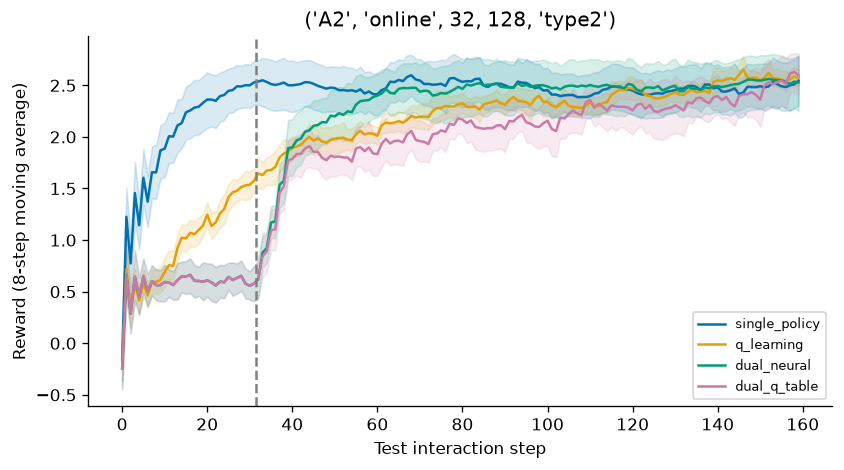 ('A2', 'online', 32, 128, 'type2')
Reward (8-step moving average)
2.5
2.0
1.5
1.0
0.5
0.0
−0.5
0 20 40 60 80 100 120 140 160
Test interaction step
single_policy
q_learning
dual_neural
dual_q_table